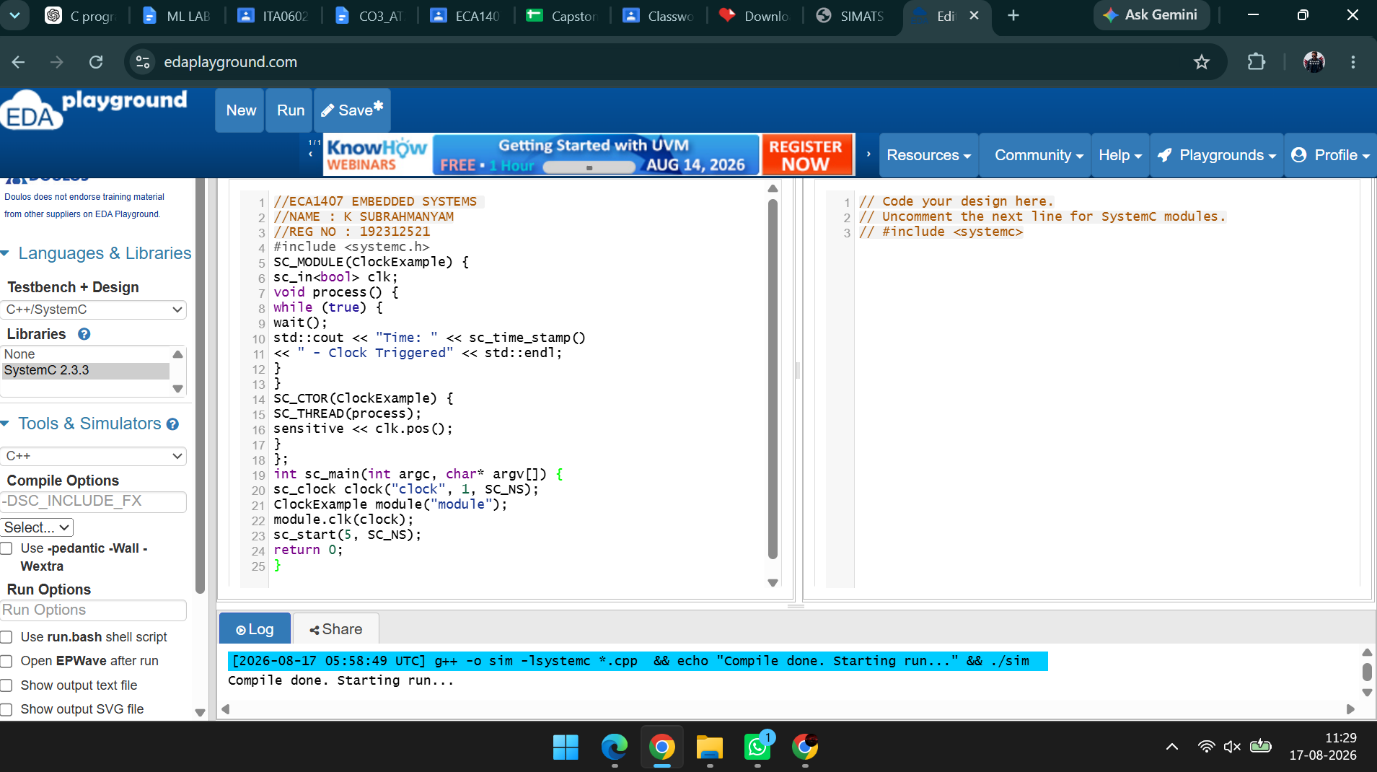 C progra
ML LAB
ITA0602
CO3_AT
ECA140
Capston
Classwo
Downlo
SIMATS
Edi
Ask Gemini
edaplayground.com
EDA playground
New
Run
Save*
1/1
KnowHow
WEBINARS
Getting Started with UVM
FREE • 1 Hour
AUG 14, 2026
REGISTER
NOW
Resources
Community
Help
Playgrounds
Profile
DOULOS
Doulos does not endorse training material
from other suppliers on EDA Playground.
Languages & Libraries
Testbench + Design
C++/SystemC
Libraries
None
SystemC 2.3.3
Tools & Simulators
C++
Compile Options
-DSC_INCLUDE_FX
Select...
Use -pedantic -Wall -
Wextra
Run Options
Run Options
Use run.bash shell script
Open EPWave after run
Show output text file
Show output SVG file
1 //ECA1407 EMBEDDED SYSTEMS
2 //NAME : K SUBRAHMANYAM
3 //REG NO : 192312521
4 #include <systemc.h>
5 SC_MODULE(ClockExample) {
6 sc_in<bool> clk;
7 void process() {
8 while (true) {
9 wait();
10 std::cout << "Time: " << sc_time_stamp()
11 << " - Clock Triggered" << std::endl;
12 }
13 }
14 SC_CTOR(ClockExample) {
15 SC_THREAD(process);
16 sensitive << clk.pos();
17 }
18 };
19 int sc_main(int argc, char* argv[]) {
20 sc_clock clock("clock", 1, SC_NS);
21 ClockExample module("module");
22 module.clk(clock);
23 sc_start(5, SC_NS);
24 return 0;
25 }
1 // Code your design here.
2 // Uncomment the next line for SystemC modules.
3 // #include <systemc>
Log
Share
[2026-08-17 05:58:49 UTC] g++ -o sim -lsystemc *.cpp && echo "Compile done. Starting run..." && ./sim
Compile done. Starting run...
1
11:29
17-08-2026